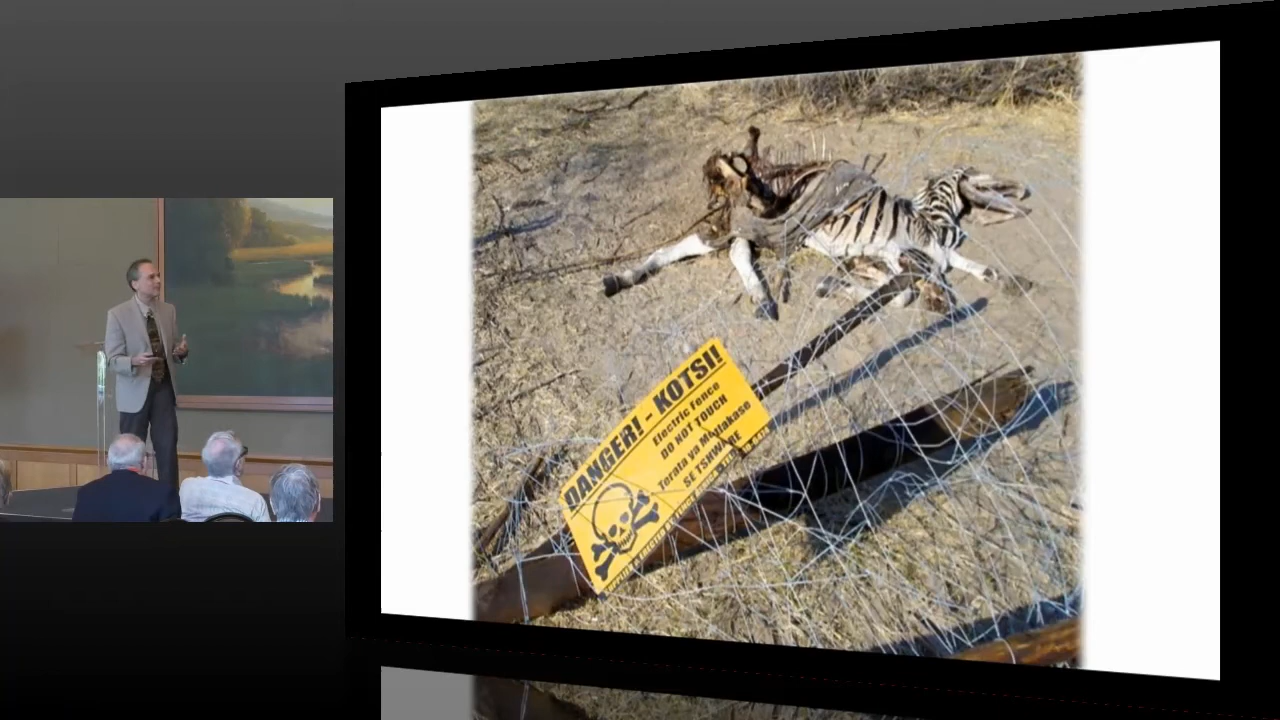 DANGER! - KOTSI!
Electric Fence
DO NOT TOUCH
Terata ya Motlakase
SE TSHWARE